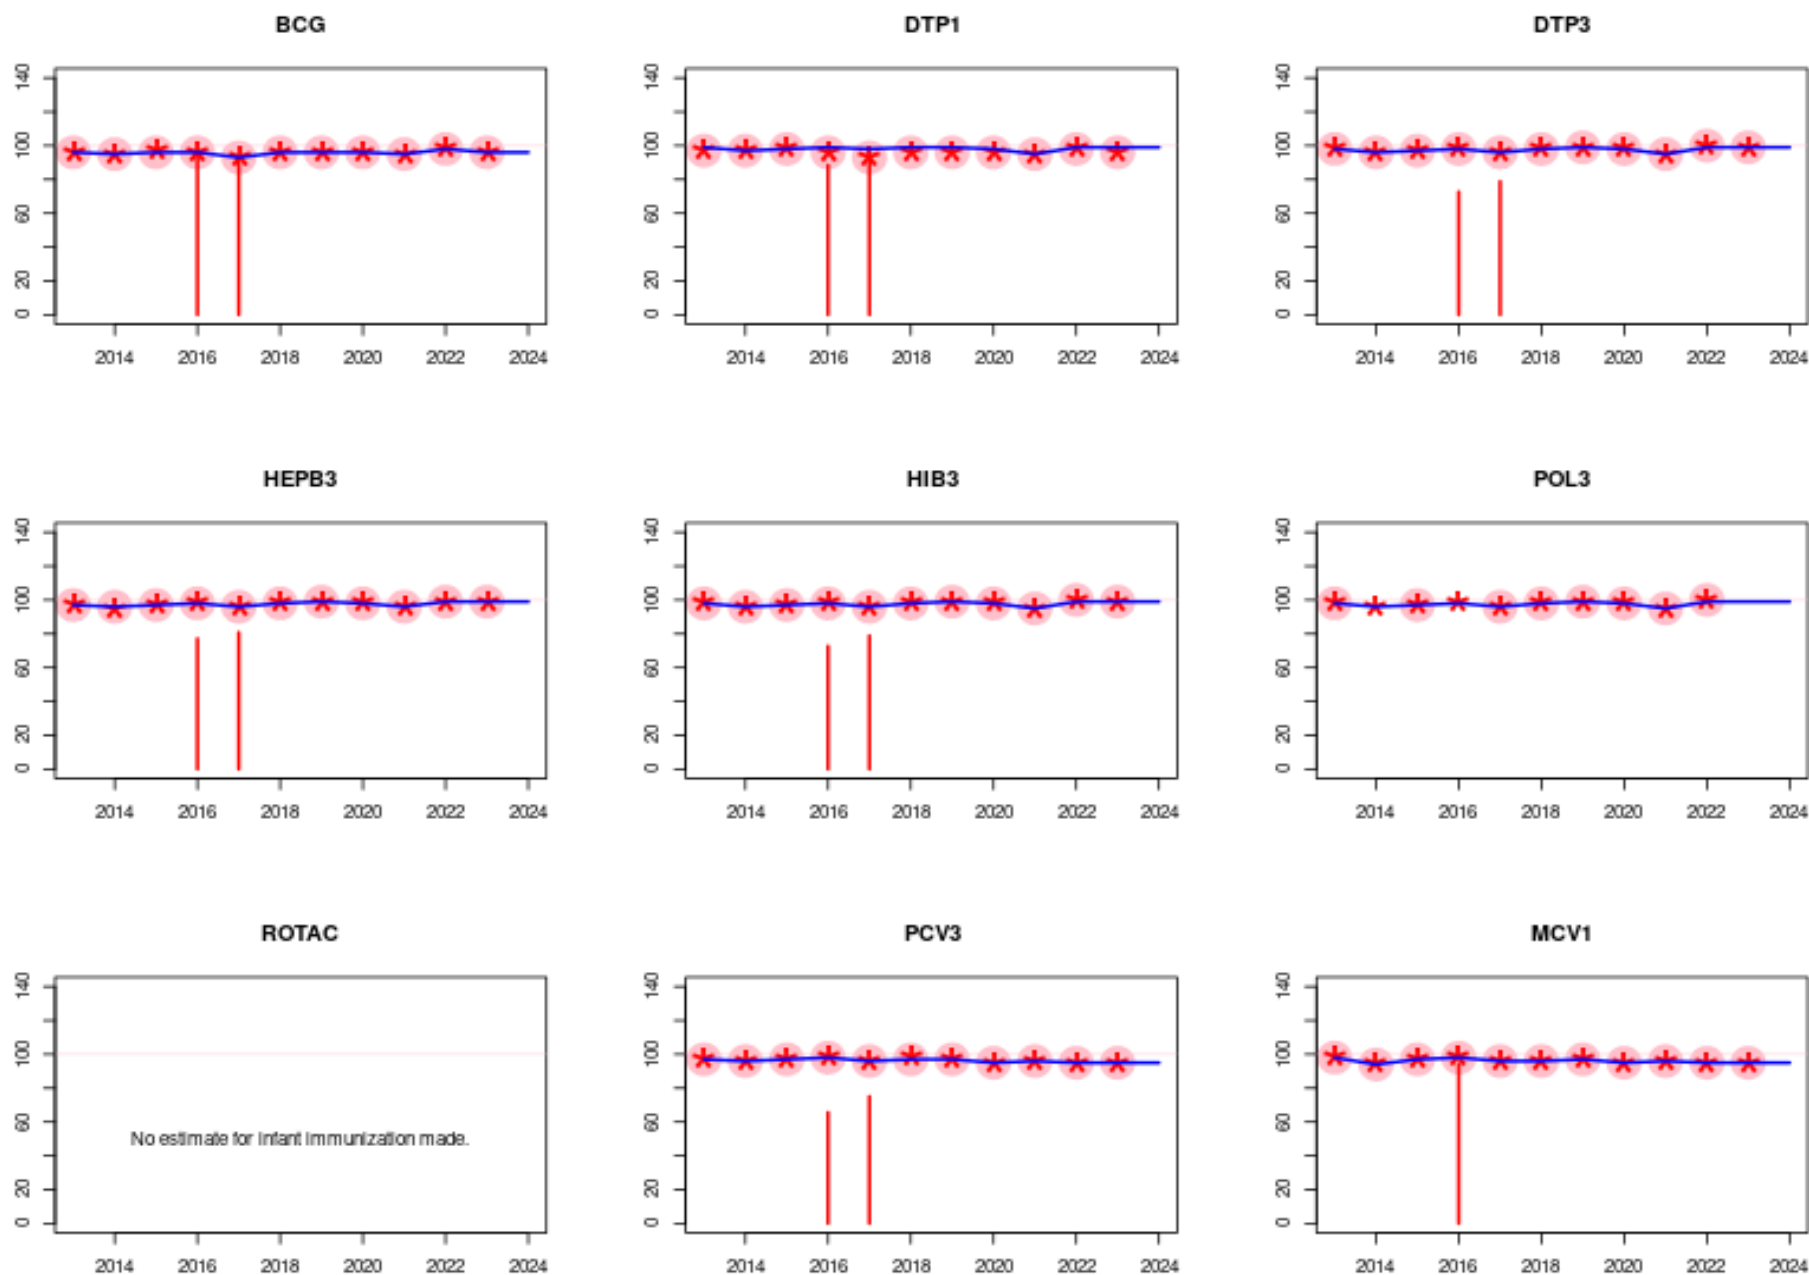 BCG DTP1 DTP3
140 140 140
100 100 100
60 60 60
20 20 20
0 0 0
2014 2016 2018 2020 2022 2024 2014 2016 2018 2020 2022 2024 2014 2016 2018 2020 2022 2024
HEPB3 HIB3 POL3
140 140 140
100 100 100
60 60 60
20 20 20
0 0 0
2014 2016 2018 2020 2022 2024 2014 2016 2018 2020 2022 2024 2014 2016 2018 2020 2022 2024
ROTAC PCV3 MCV1
140 140 140
100 100 100
60 60 60
No estimate for infant immunization made.
20 20 20
0 0 0
2014 2016 2018 2020 2022 2024 2014 2016 2018 2020 2022 2024 2014 2016 2018 2020 2022 2024